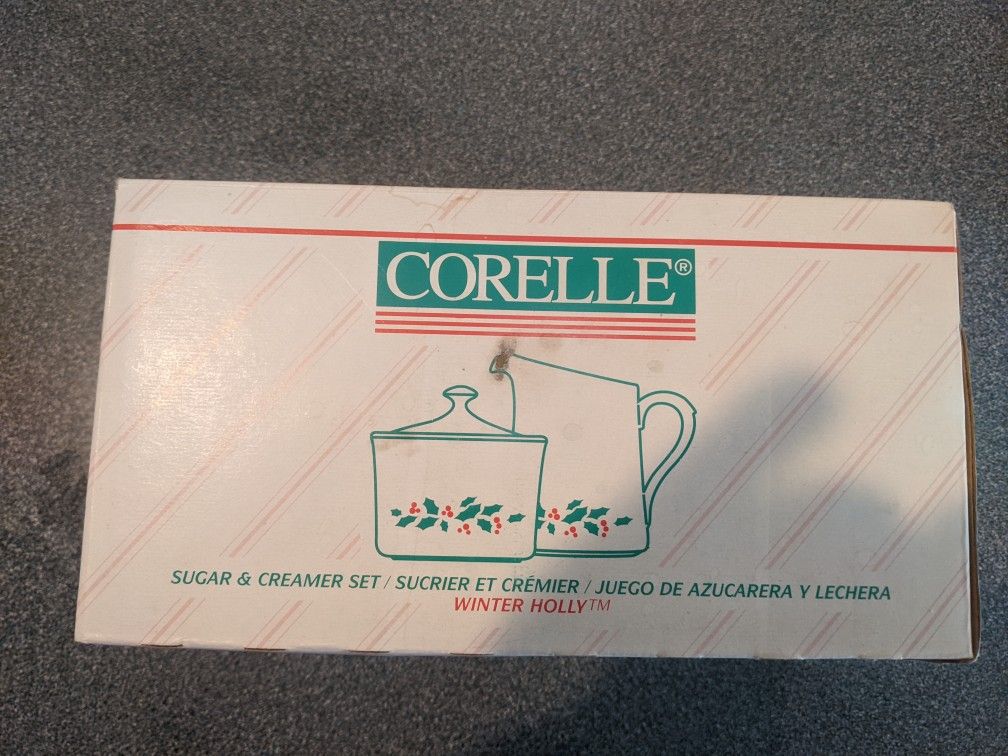 CORELLE®
SUGAR & CREAMER SET / SUCRIER ET CRÉMIER / JUEGO DE AZUCARERA Y LECHERA
WINTER HOLLY™